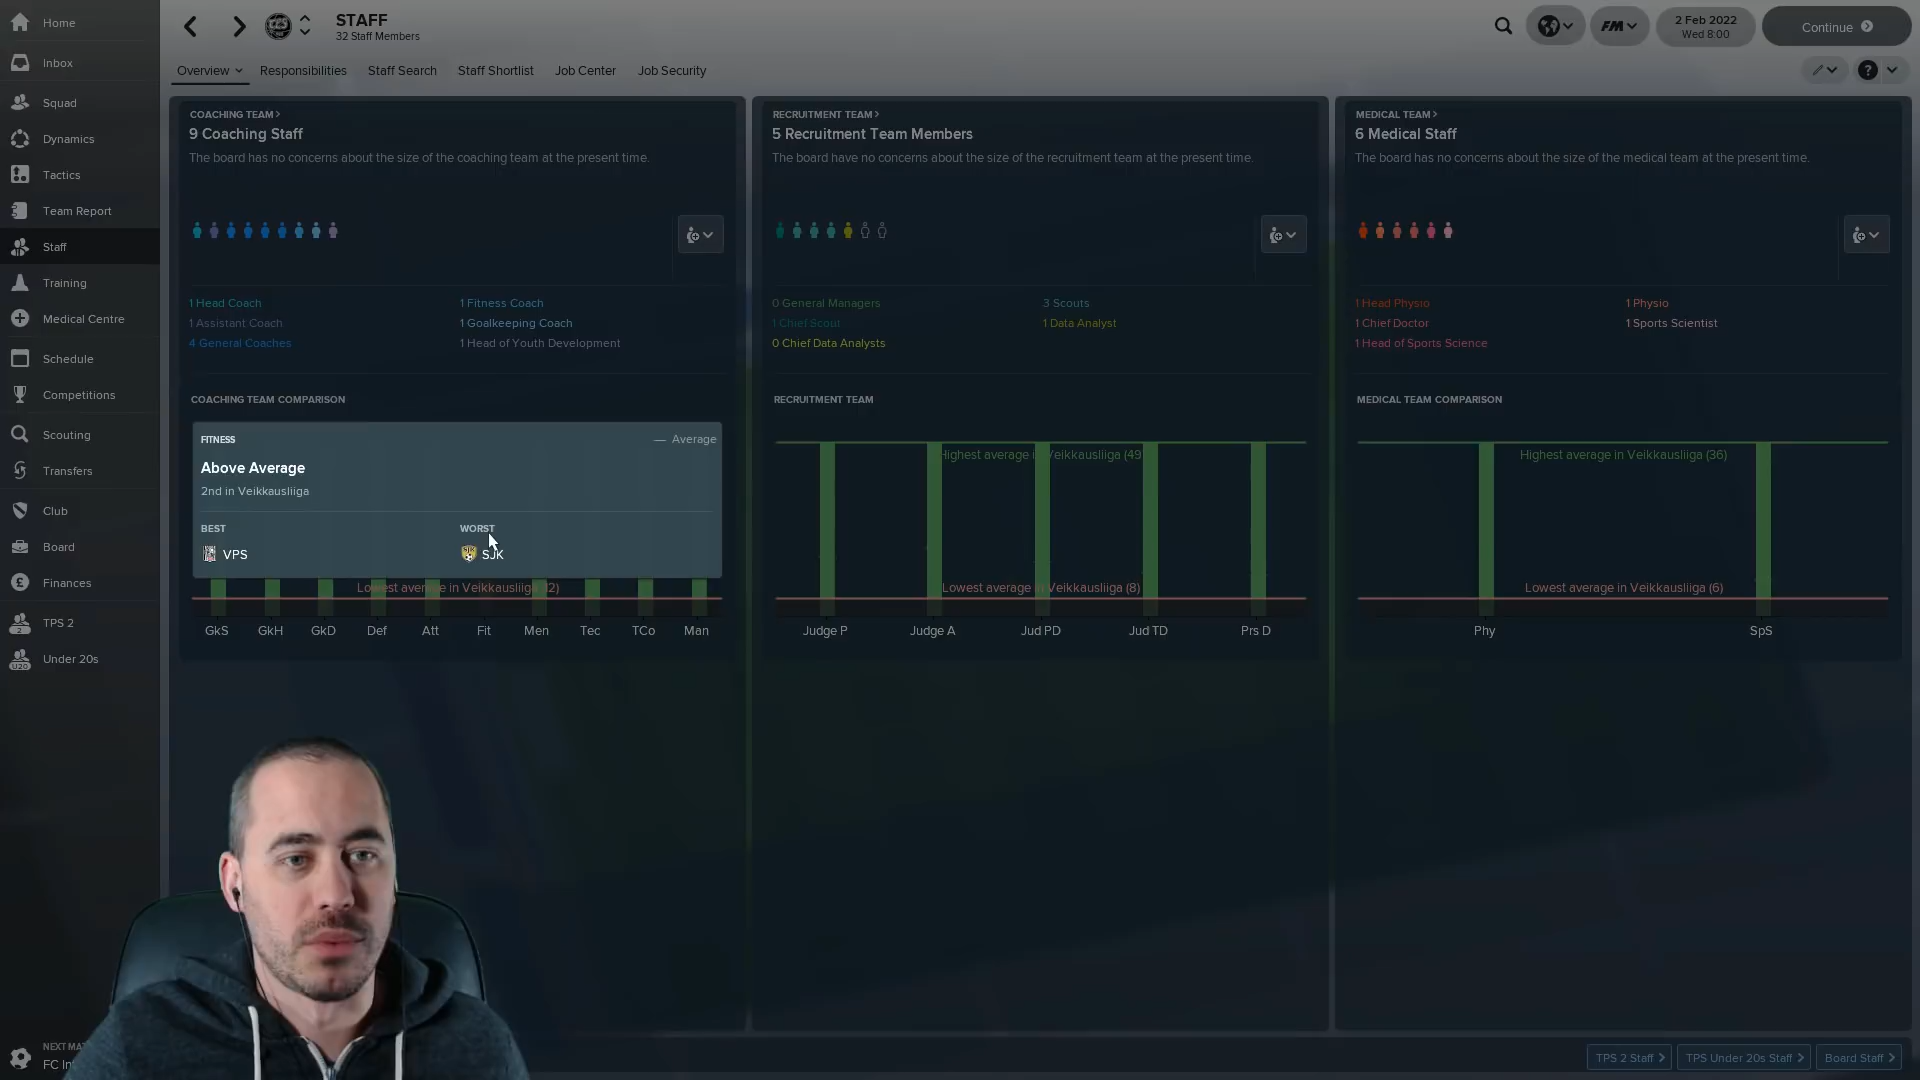 Home
Inbox
Squad
Dynamics
Tactics
Team Report
Staff
Training
Medical Centre
Schedule
Competitions
Scouting
Transfers
Club
Board
Finances
TPS 2
Under 20s
NEXT MA
FC In
STAFF
32 Staff Members
FM
2 Feb 2022
Wed 8:00
Continue
Overview
Responsibilities
Staff Search
Staff Shortlist
Job Center
Job Security
COACHING TEAM >
9 Coaching Staff
The board has no concerns about the size of the coaching team at the present time.
1 Head Coach
1 Fitness Coach
1 Assistant Coach
1 Goalkeeping Coach
4 General Coaches
1 Head of Youth Development
COACHING TEAM COMPARISON
FITNESS
Average
Above Average
2nd in Veikkausliiga
BEST
WORST
VPS
SJK
Lowest average in Veikkausliiga (2)
GkS GkH GkD Def Att Fit Men Tec TCo Man
RECRUITMENT TEAM >
5 Recruitment Team Members
The board have no concerns about the size of the recruitment team at the present time.
0 General Managers
3 Scouts
1 Chief Scout
1 Data Analyst
0 Chief Data Analysts
RECRUITMENT TEAM
Highest average in Veikkausliiga (49
Lowest average in Veikkausliiga (8)
Judge P Judge A Jud PD Jud TD Prs D
MEDICAL TEAM >
6 Medical Staff
The board has no concerns about the size of the medical team at the present time.
1 Head Physio
1 Physio
1 Chief Doctor
1 Sports Scientist
1 Head of Sports Science
MEDICAL TEAM COMPARISON
Highest average in Veikkausliiga (36)
Lowest average in Veikkausliiga (6)
Phy SpS
TPS 2 Staff >
TPS Under 20s Staff >
Board Staff >